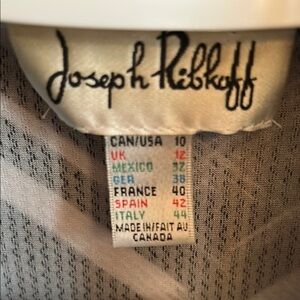 Joseph Ribkoff
CAN/USA 10
UK 12
MEXICO 32
GER 38
FRANCE 40
SPAIN 42
ITALY 44
MADE IN/FAIT AU
CANADA